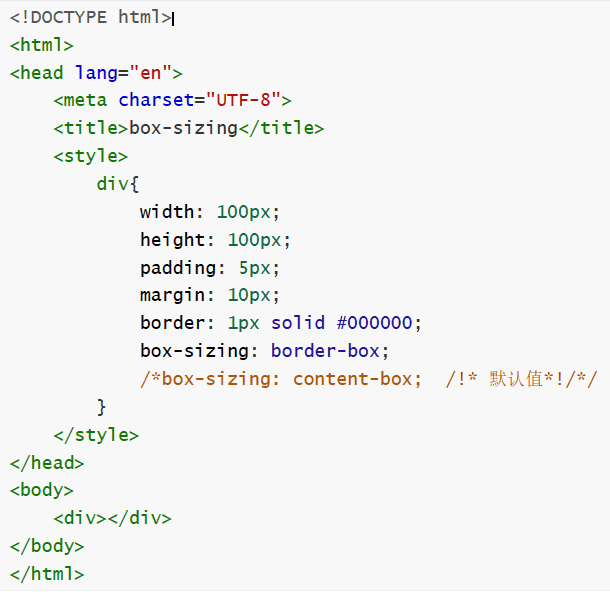 <!DOCTYPE html>
<html>
<head lang="en">
    <meta charset="UTF-8">
    <title>box-sizing</title>
    <style>
        div{
            width: 100px;
            height: 100px;
            padding: 5px;
            margin: 10px;
            border: 1px solid #000000;
            box-sizing: border-box;
            /*box-sizing: content-box;  /!* 默认值*!/*/
        }
    </style>
</head>
<body>
    <div></div>
</body>
</html>